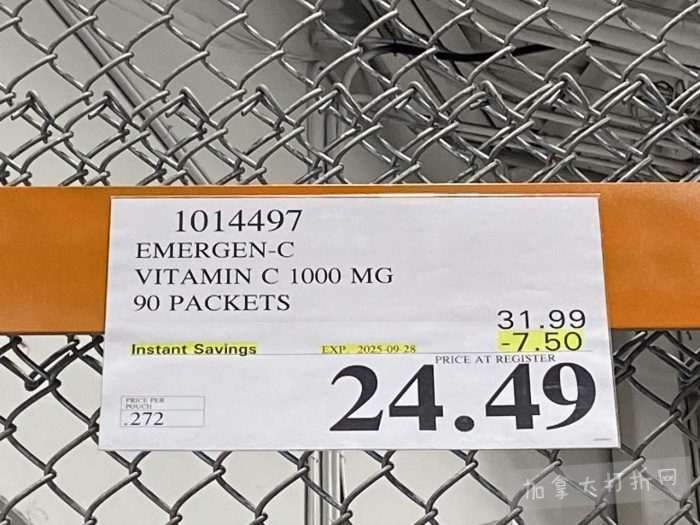 1014497
EMERGEN-C
VITAMIN C 1000 MG
90 PACKETS
31.99
-7.50
Instant Savings
EXP. 2025-09-28
PRICE AT REGISTER
24.49
PRICE PER
POUCH
.272
加拿大打折网